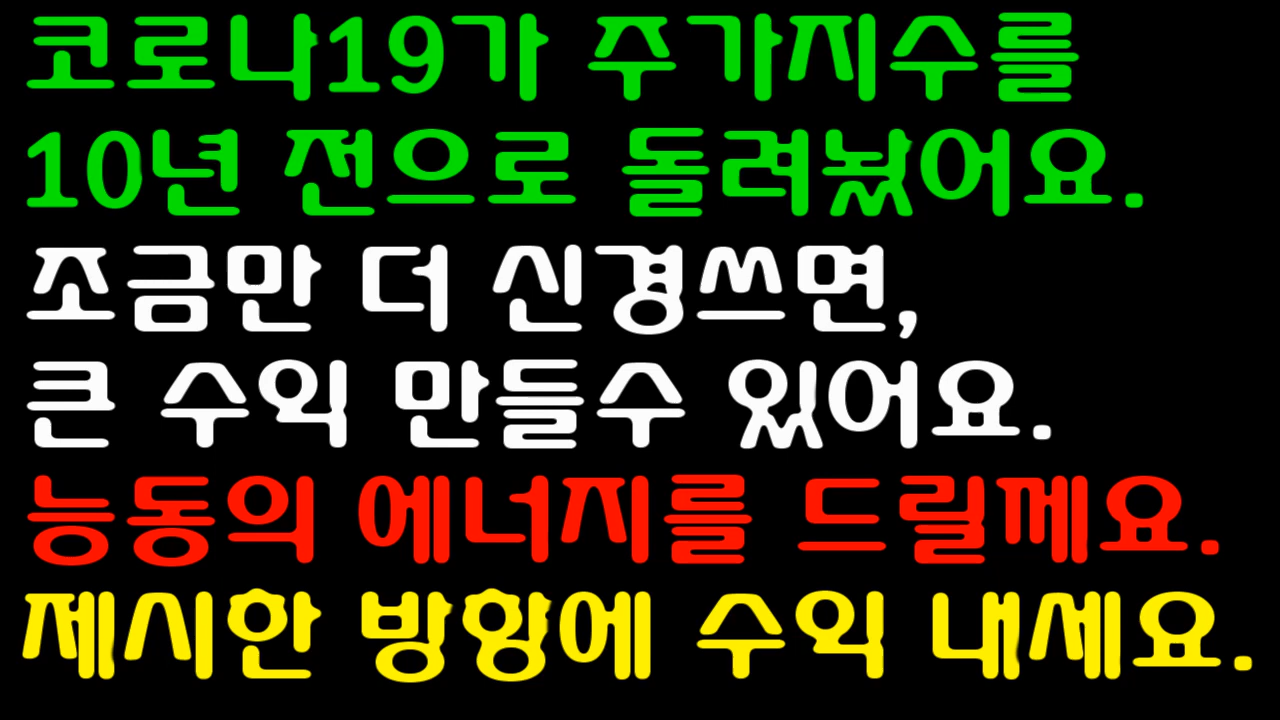 코로나19가 주가지수를
10년 전으로 돌려놨어요.
조금만 더 신경쓰면,
큰 수익 만들수 있어요.
능동의 에너지를 드릴께요.
제시한 방향에 수익 내세요.